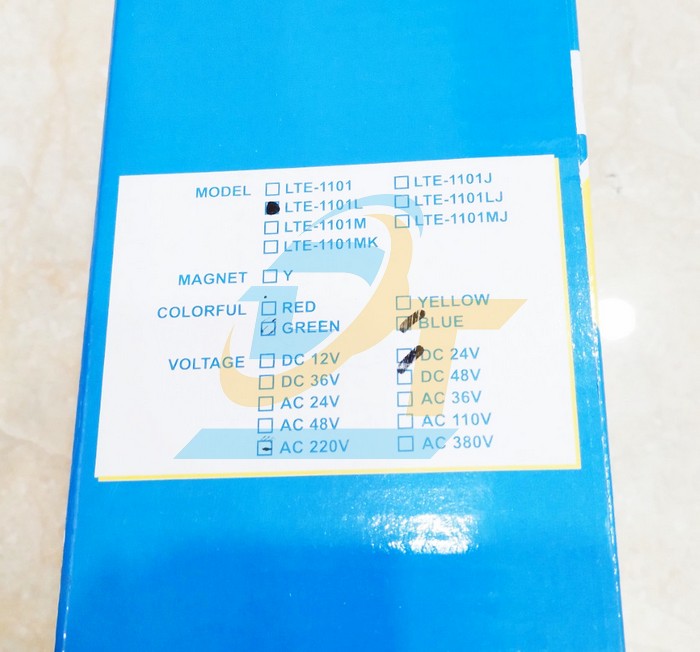 MODEL LTE-1101 LTE-1101J
LTE-1101L LTE-1101LJ
LTE-1101M LTE-1101MJ
LTE-1101MK
MAGNET Y
COLORFUL RED YELLOW
GREEN BLUE
VOLTAGE DC 12V DC 24V
DC 36V DC 48V
AC 24V AC 36V
AC 48V AC 110V
AC 220V AC 380V